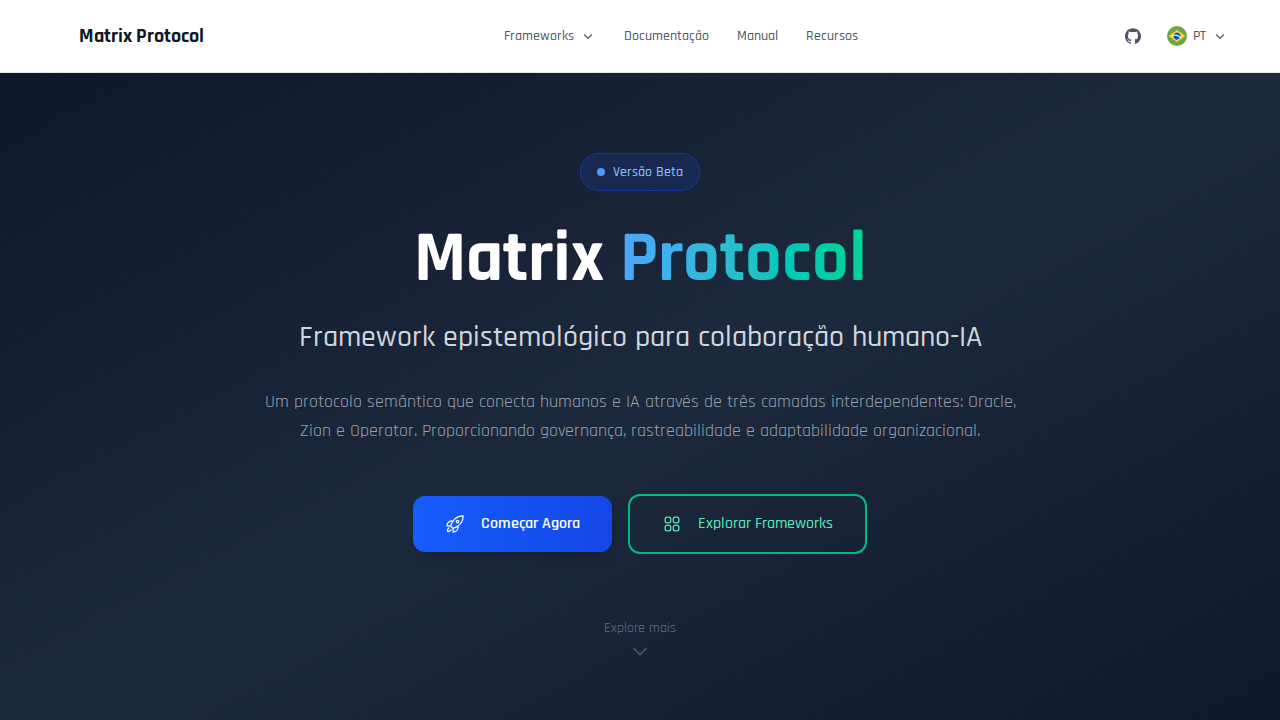 Matrix Protocol
Frameworks
Documentação
Manual
Recursos
PT
Versão Beta
Matrix Protocol
Framework epistemológico para colaboração humano-IA
Um protocolo semântico que conecta humanos e IA através de três camadas interdependentes: Oracle,
Zion e Operator. Proporcionando governança, rastreabilidade e adaptabilidade organizacional.
Começar Agora
Explorar Frameworks
Explore mais